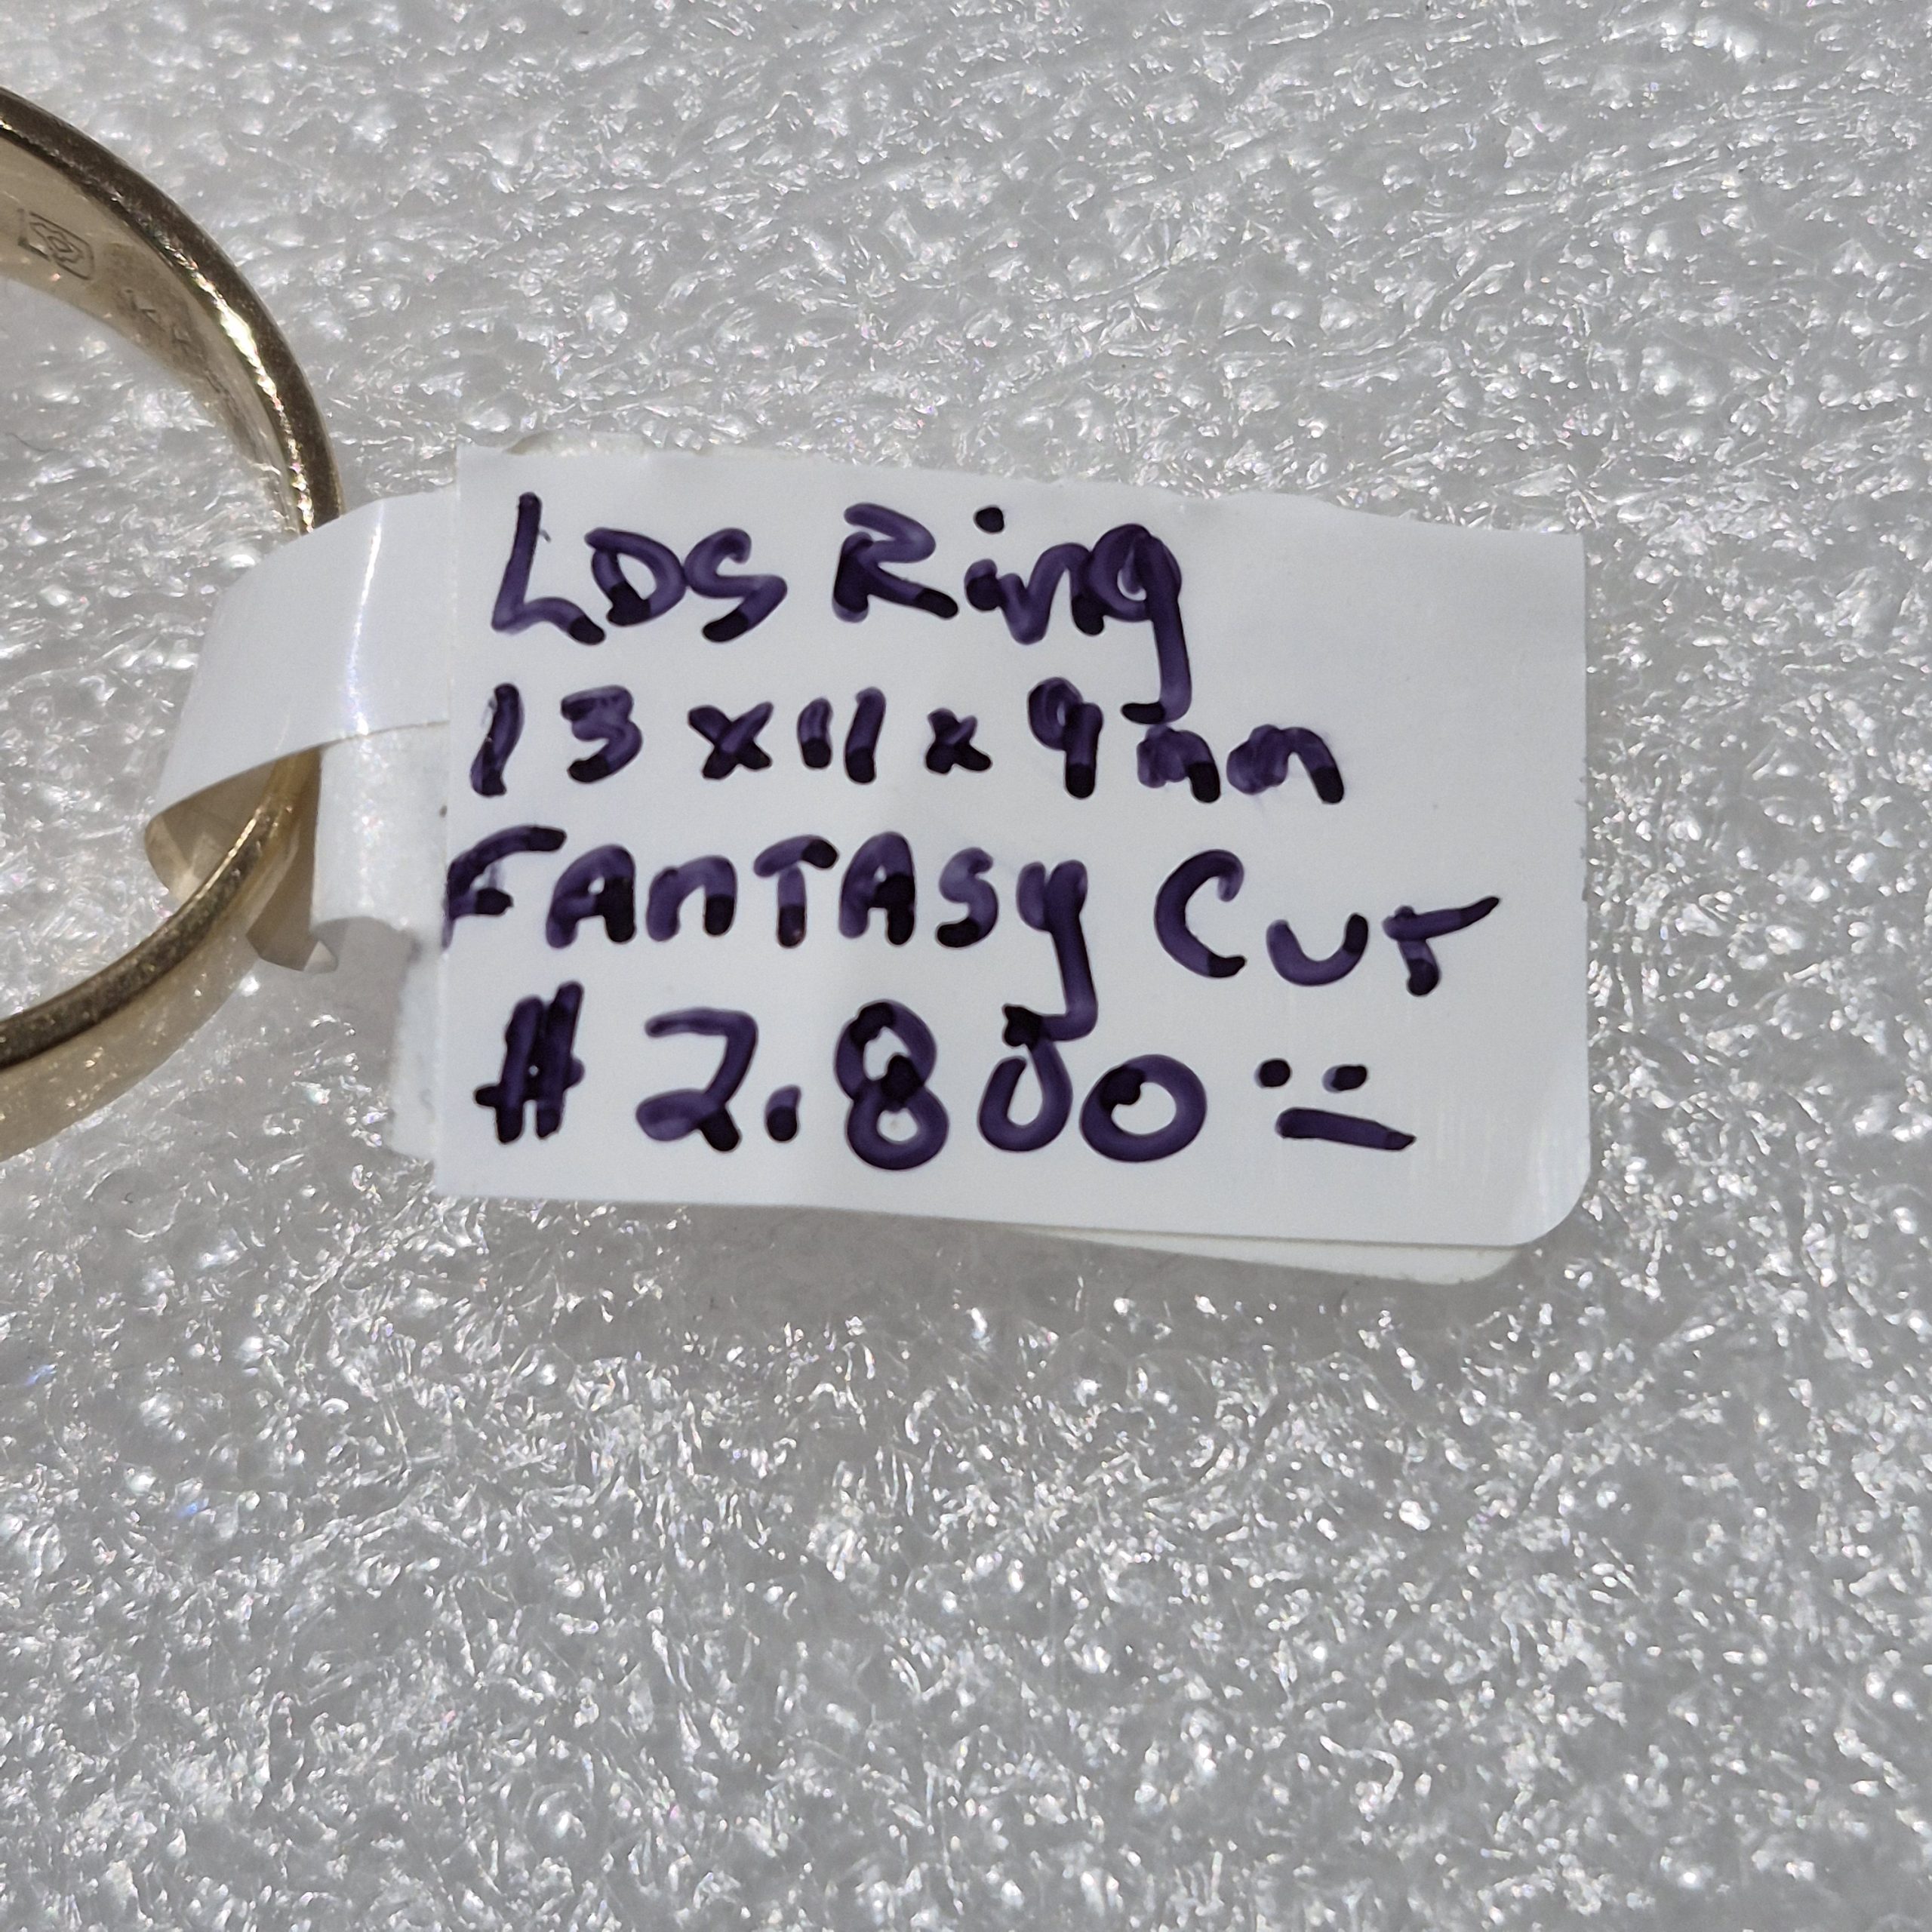 LDS Ring
13 x 11 x 9mm
FAnTASy CuT
# 2.800 =